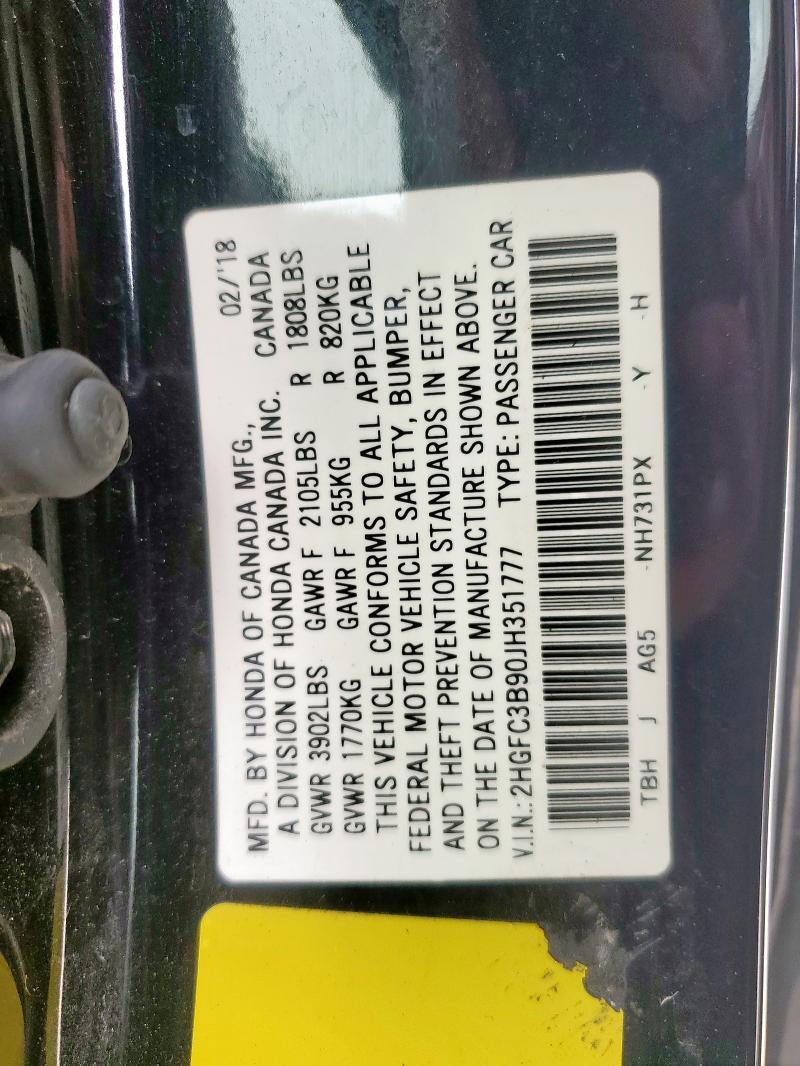 MFD. BY HONDA OF CANADA MFG., 02/'18
A DIVISION OF HONDA CANADA INC. CANADA
GVWR 3902LBS GAWR F 2105LBS R 1808LBS
GVWR 1770KG GAWR F 955KG R 820KG
THIS VEHICLE CONFORMS TO ALL APPLICABLE
FEDERAL MOTOR VEHICLE SAFETY, BUMPER,
AND THEFT PREVENTION STANDARDS IN EFFECT
ON THE DATE OF MANUFACTURE SHOWN ABOVE.
V.I.N.: 2HGFC3B90JH351777 TYPE: PASSENGER CAR
TBH J AG5 -NH731PX -Y -H